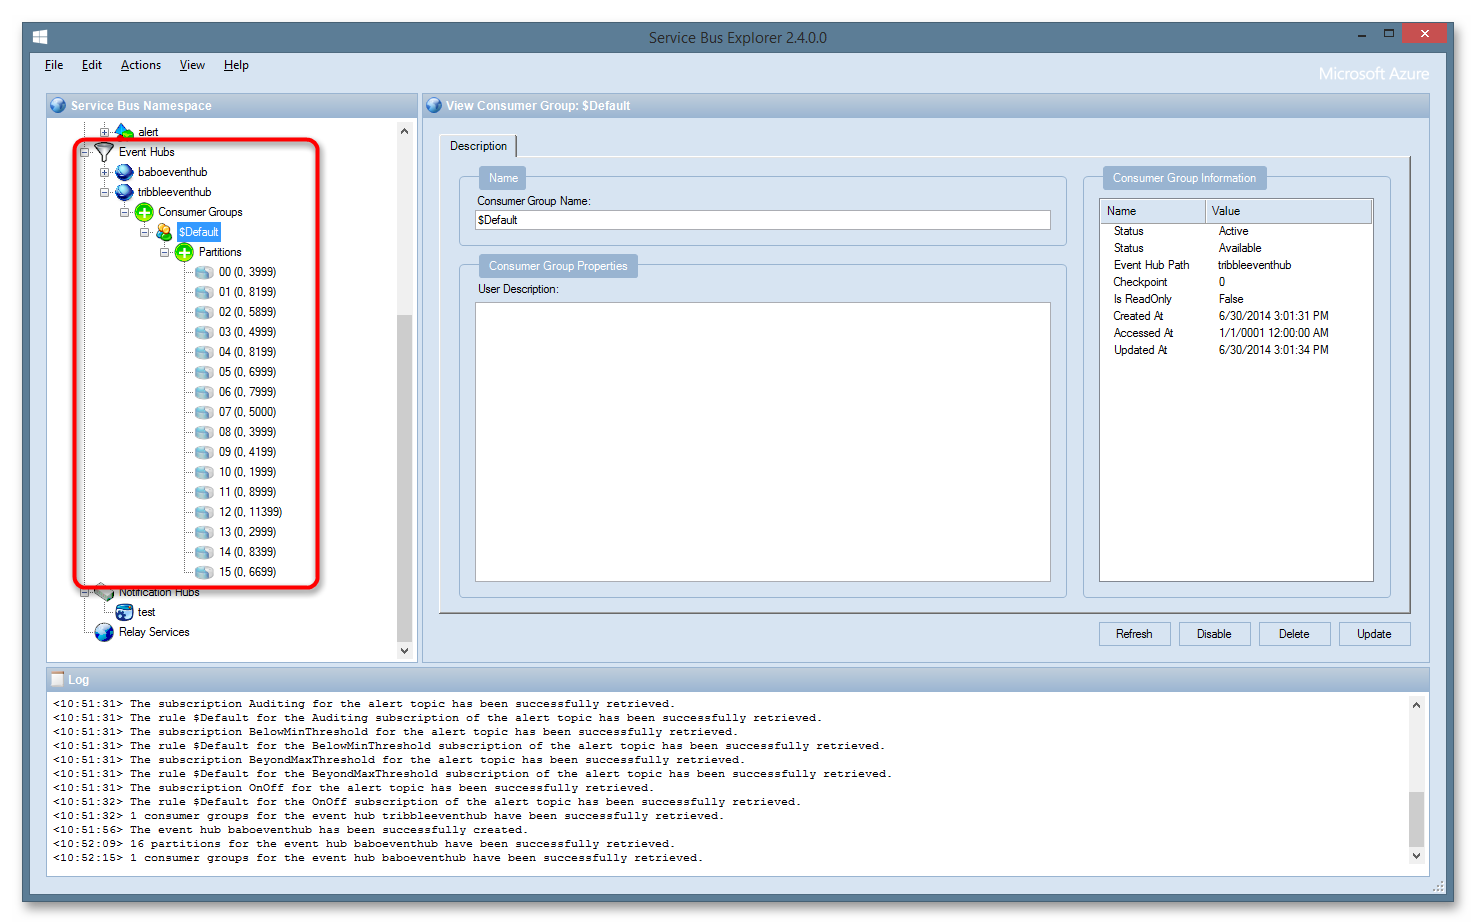 Service Bus Explorer 2.4.0.0
File Edit Actions View Help
Microsoft Azure
Service Bus Namespace
alert
Event Hubs
baboeventhub
tribbleeventhub
Consumer Groups
$Default
Partitions
00 (0, 3999)
01 (0, 8199)
02 (0, 5899)
03 (0, 4999)
04 (0, 8199)
05 (0, 6999)
06 (0, 7999)
07 (0, 5000)
08 (0, 3999)
09 (0, 4199)
10 (0, 1999)
11 (0, 8999)
12 (0, 11399)
13 (0, 2999)
14 (0, 8399)
15 (0, 6699)
Notification Hubs
test
Relay Services
View Consumer Group: $Default
Description
Name
Consumer Group Name:
$Default
Consumer Group Properties
User Description:
Consumer Group Information
Name Value
Status Active
Status Available
Event Hub Path tribbleeventhub
Checkpoint 0
Is ReadOnly False
Created At 6/30/2014 3:01:31 PM
Accessed At 1/1/0001 12:00:00 AM
Updated At 6/30/2014 3:01:34 PM
Refresh Disable Delete Update
Log
<10:51:31> The subscription Auditing for the alert topic has been successfully retrieved.
<10:51:31> The rule $Default for the Auditing subscription of the alert topic has been successfully retrieved.
<10:51:31> The subscription BelowMinThreshold for the alert topic has been successfully retrieved.
<10:51:31> The rule $Default for the BelowMinThreshold subscription of the alert topic has been successfully retrieved.
<10:51:31> The subscription BeyondMaxThreshold for the alert topic has been successfully retrieved.
<10:51:31> The rule $Default for the BeyondMaxThreshold subscription of the alert topic has been successfully retrieved.
<10:51:31> The subscription OnOff for the alert topic has been successfully retrieved.
<10:51:32> The rule $Default for the OnOff subscription of the alert topic has been successfully retrieved.
<10:51:32> 1 consumer groups for the event hub tribbleeventhub have been successfully retrieved.
<10:51:56> The event hub baboeventhub has been successfully created.
<10:52:09> 16 partitions for the event hub baboeventhub have been successfully retrieved.
<10:52:15> 1 consumer groups for the event hub baboeventhub have been successfully retrieved.